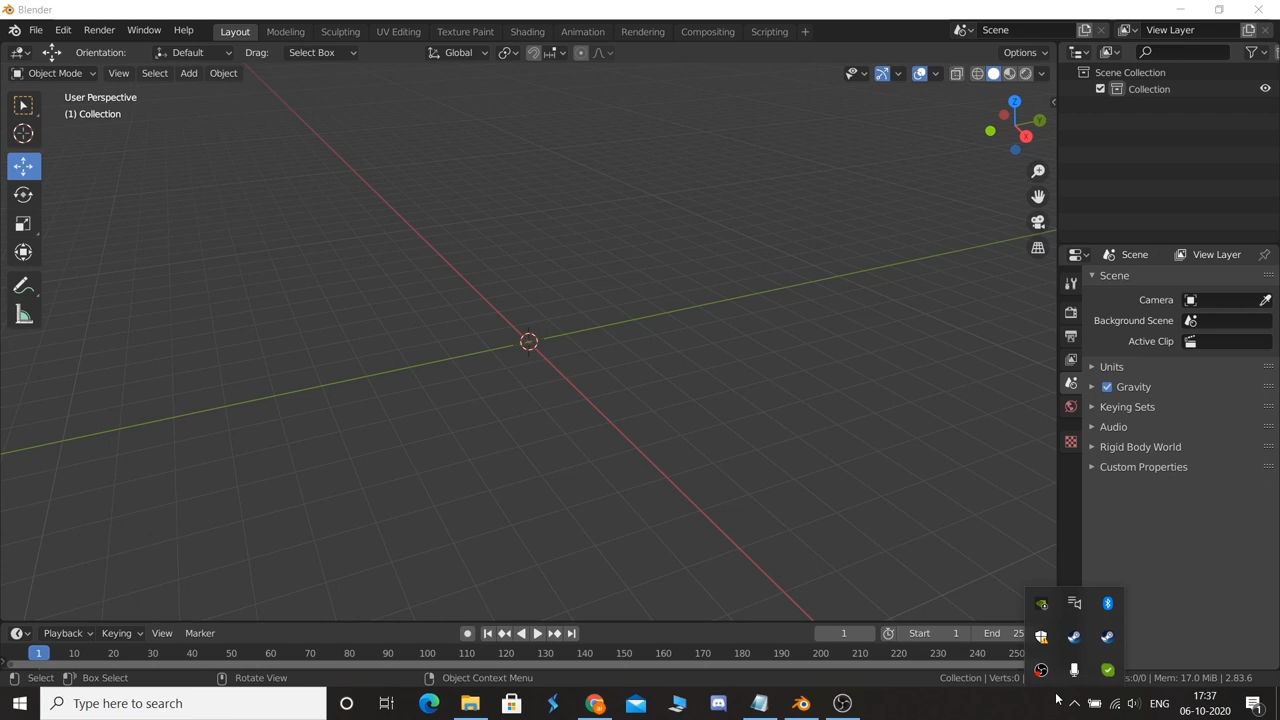 Blender
File Edit Render Window Help Layout Modeling Sculpting UV Editing Texture Paint Shading Animation Rendering Compositing Scripting + Scene View Layer
Orientation: Default Drag: Select Box Global Options
Object Mode View Select Add Object
User Perspective
(1) Collection
Z
Y
X
Scene Collection
Collection
Scene View Layer
Scene
Camera
Background Scene
Active Clip
Units
Gravity
Keying Sets
Audio
Rigid Body World
Custom Properties
Playback Keying View Marker 1 Start 1 End 25
1 10 20 30 40 50 60 70 80 90 100 110 120 130 140 150 160 170 180 190 200 210 220 230 240 250
Select Box Select Rotate View Object Context Menu Collection | Verts:0 | :0/0 | Mem: 17.0 MiB | 2.83.6
Type here to search
17:37
06-10-2020
1